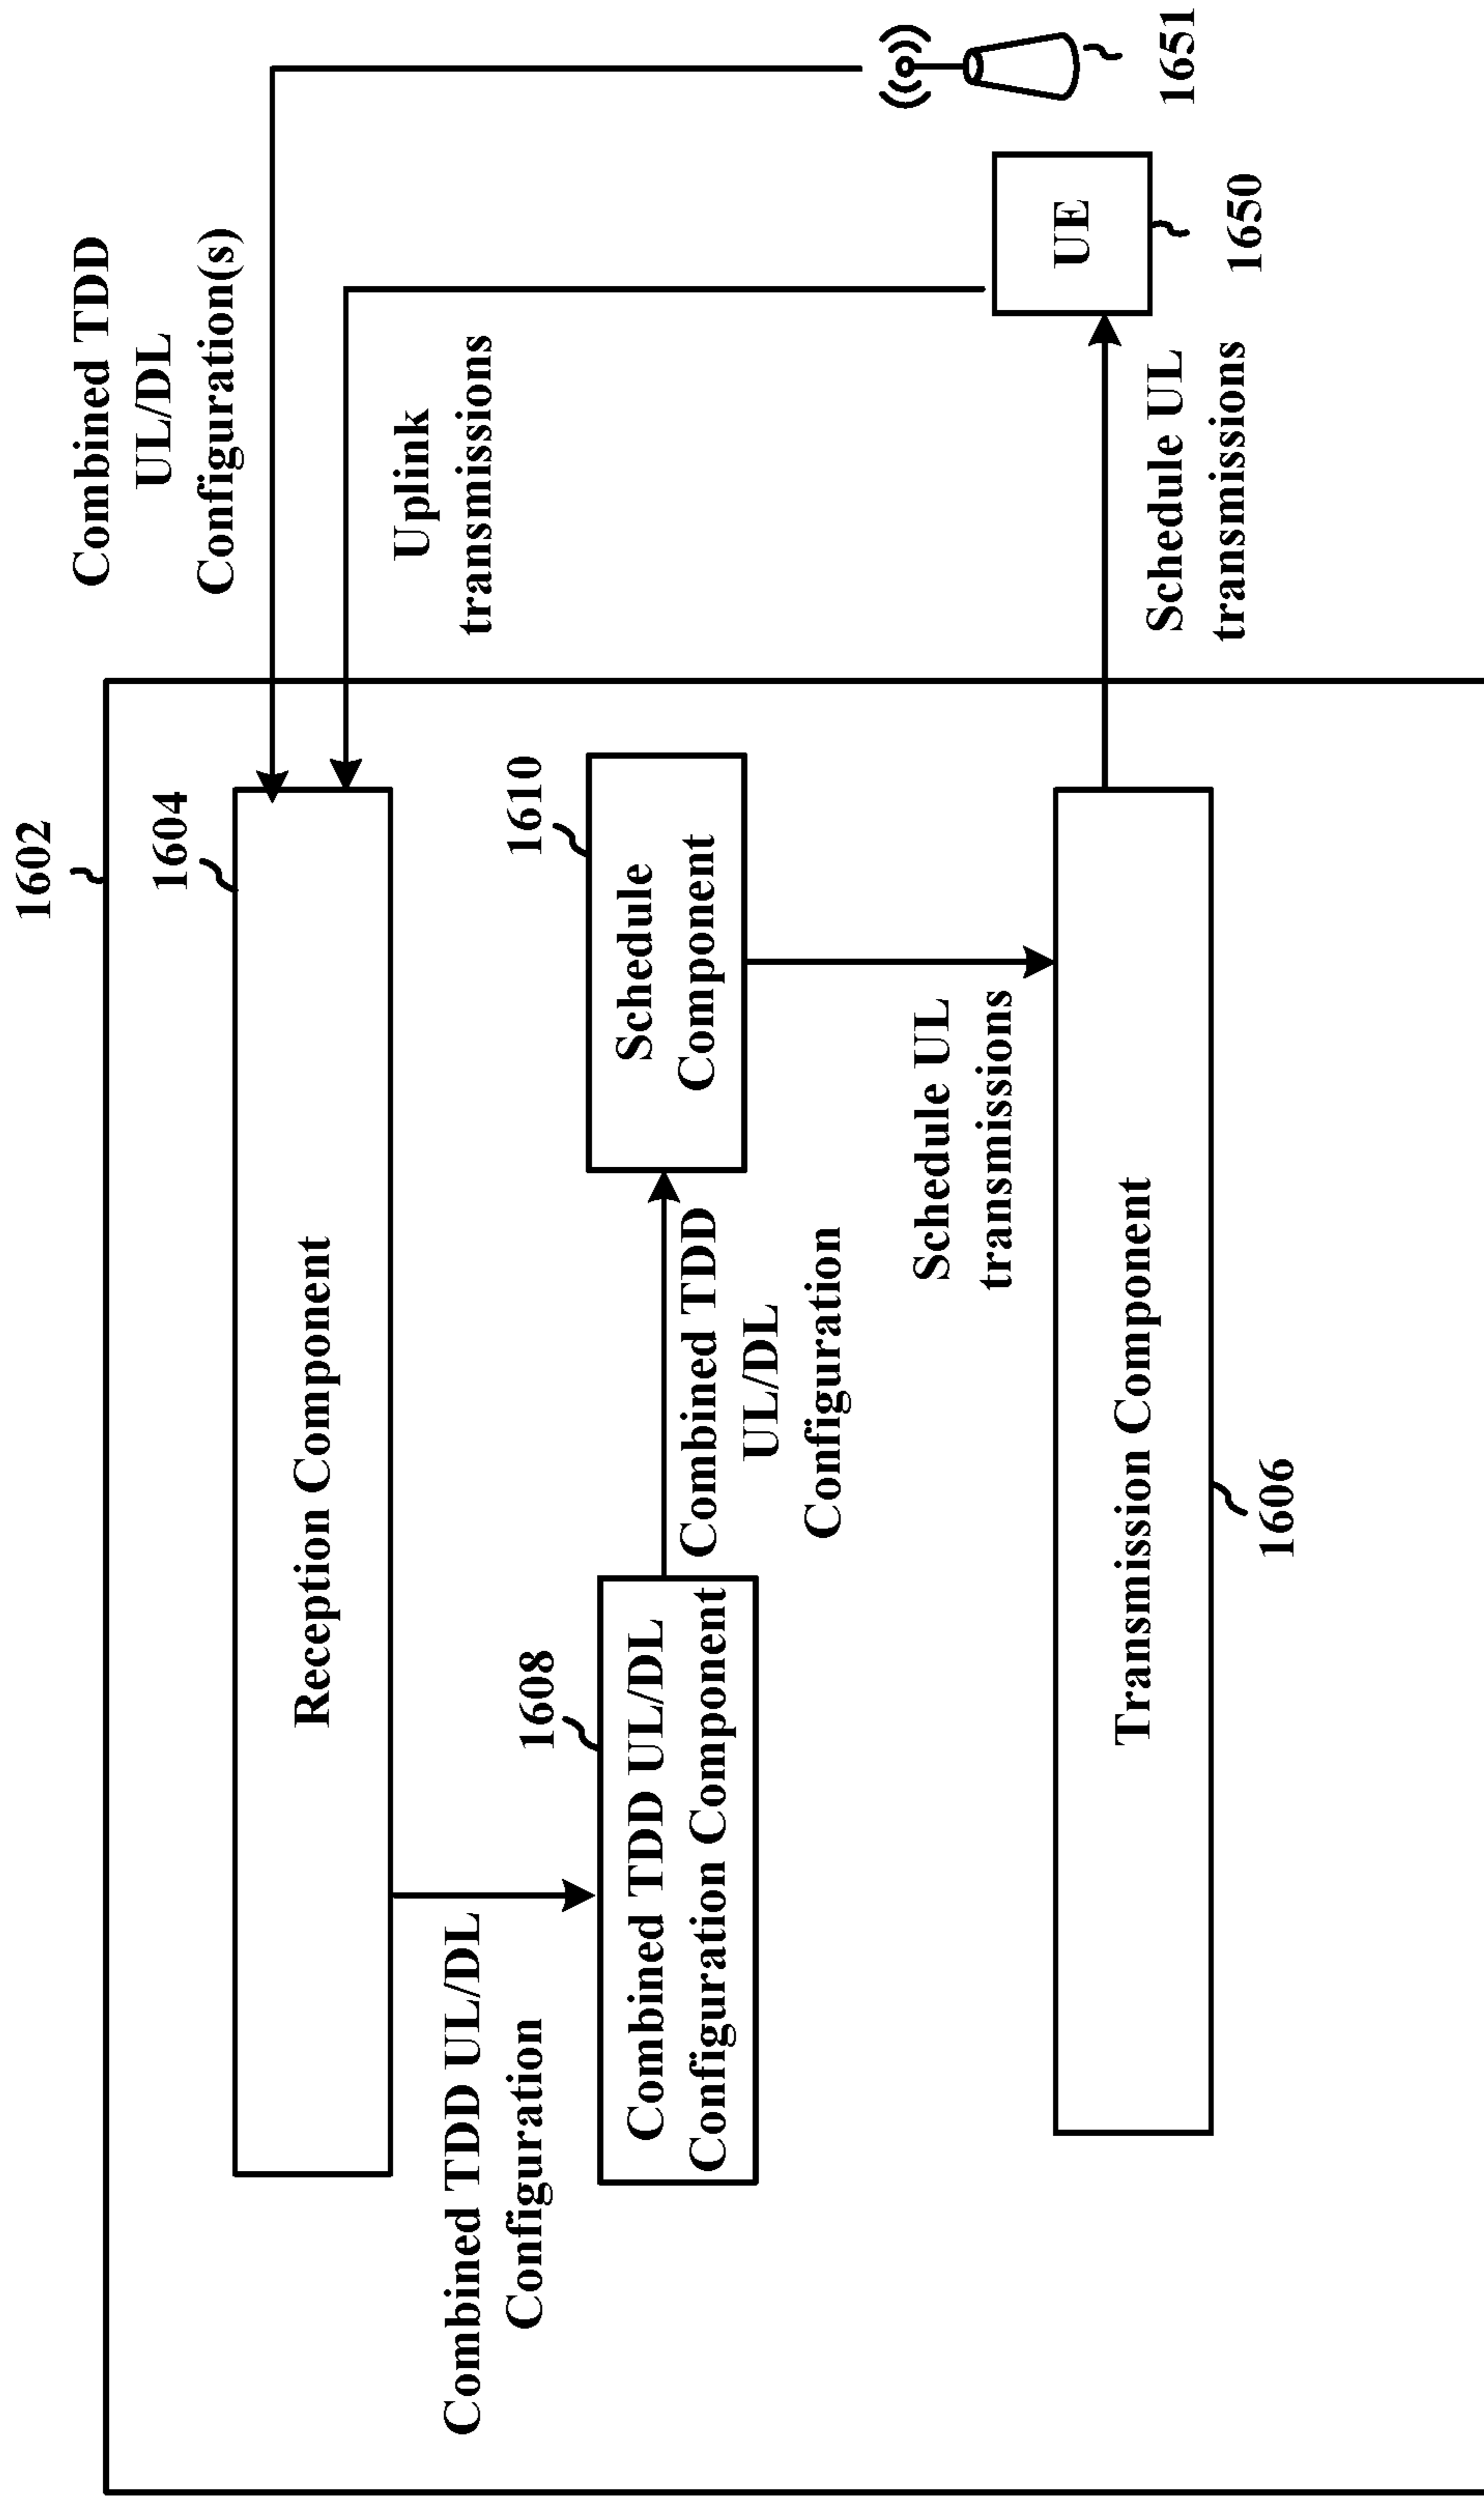 1602
1604
Reception Component
Combined TDD
UL/DL
Configuration(s)
Uplink
transmissions
Combined TDD UL/DL
Configuration
1608
Combined TDD UL/DL
Configuration Component
Combined TDD
UL/DL
Configuration
1610
Schedule
Component
Schedule UL
transmissions
Transmission Component
1606
Schedule UL
transmissions
UE
1650
1651